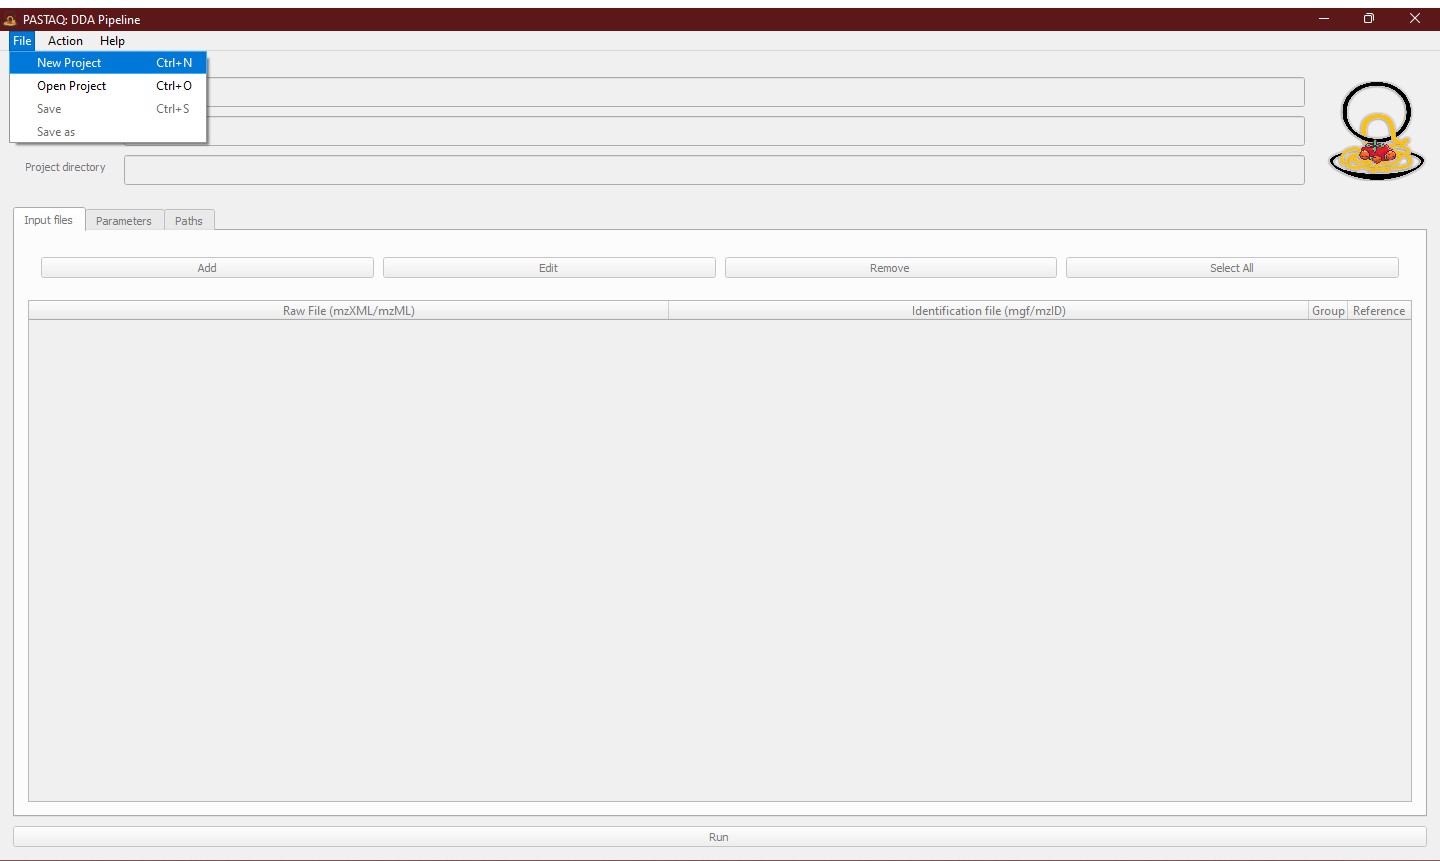 PASTAQ: DDA Pipeline
File Action Help
New Project Ctrl+N
Open Project Ctrl+O
Save Ctrl+S
Save as
Project directory
Input files Parameters Paths
Add Edit Remove Select All
Raw File (mzXML/mzML) Identification file (mgf/mzID) Group Reference
Run